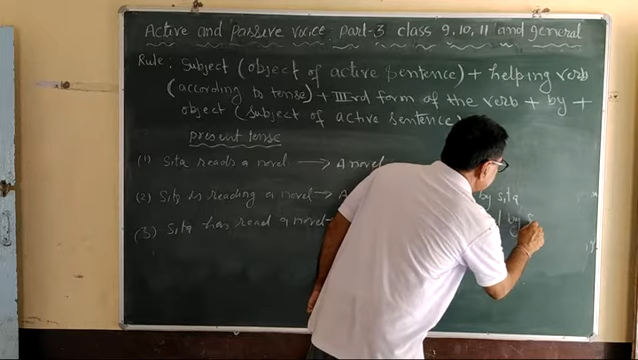 Active and passive voice part-3 class 9, 10, 11 and general
Rule: Subject (object of active sentence) + helping verb
(according to tense) + IIIrd form of the verb + by +
object (subject of active sentence)
present tense
(1) Sita reads a novel → A novel
(2) Sita is reading a novel → A by Sita
(3) Sita has read a novel by S